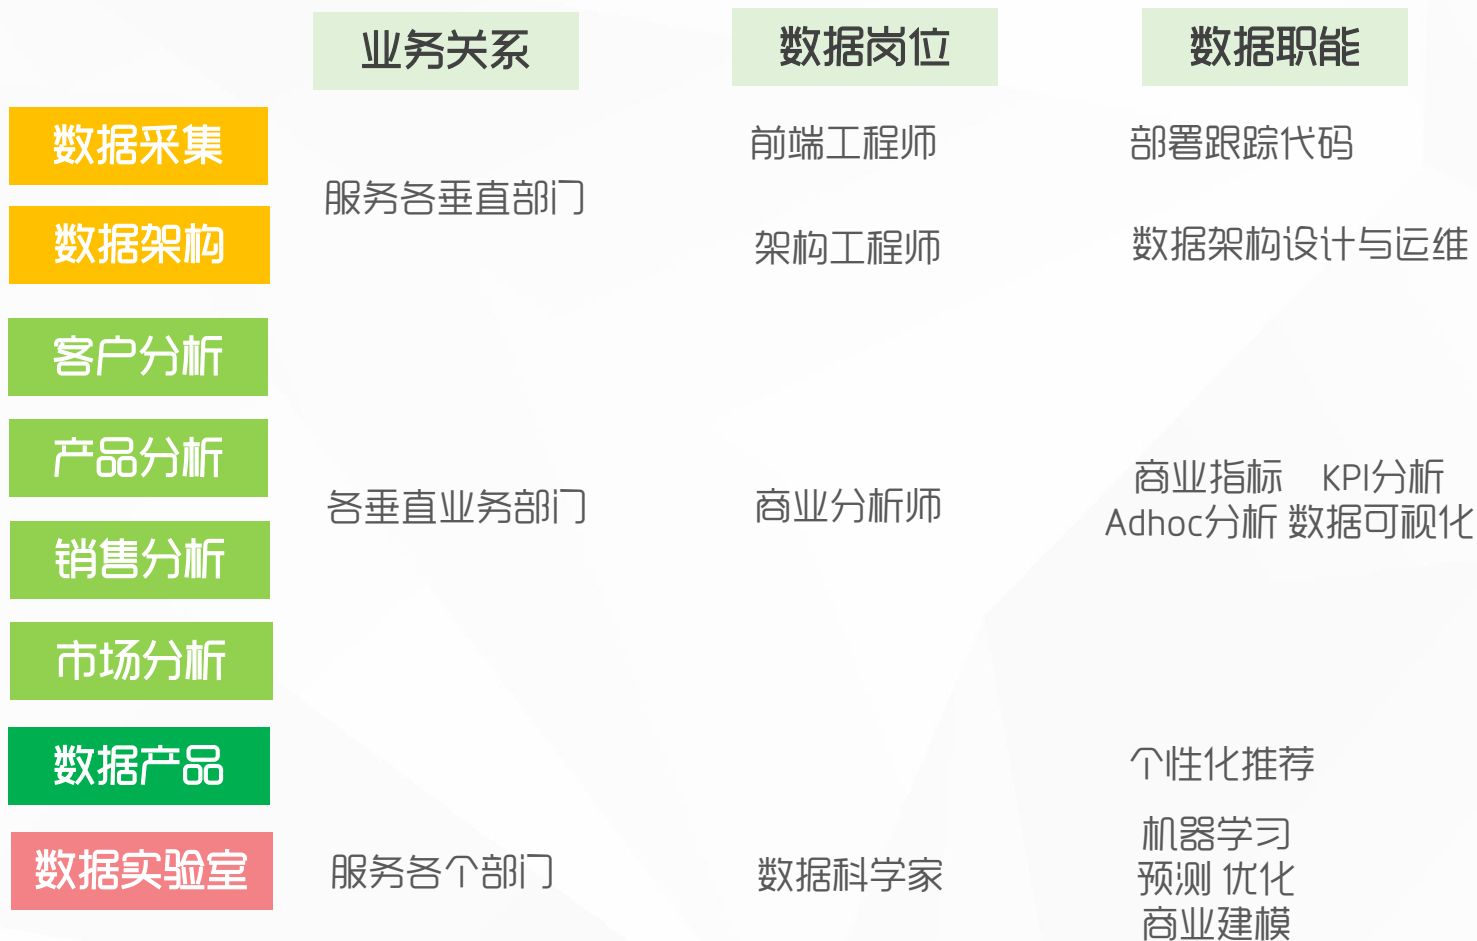 业务关系 数据岗位 数据职能
数据采集 前端工程师 部署跟踪代码
服务各垂直部门
数据架构 架构工程师 数据架构设计与运维
客户分析
产品分析
商业指标 KPI分析
各垂直业务部门 商业分析师
Adhoc分析 数据可视化
销售分析
市场分析
数据产品 个性化推荐
机器学习
数据实验室 服务各个部门 数据科学家
预测 优化
商业建模